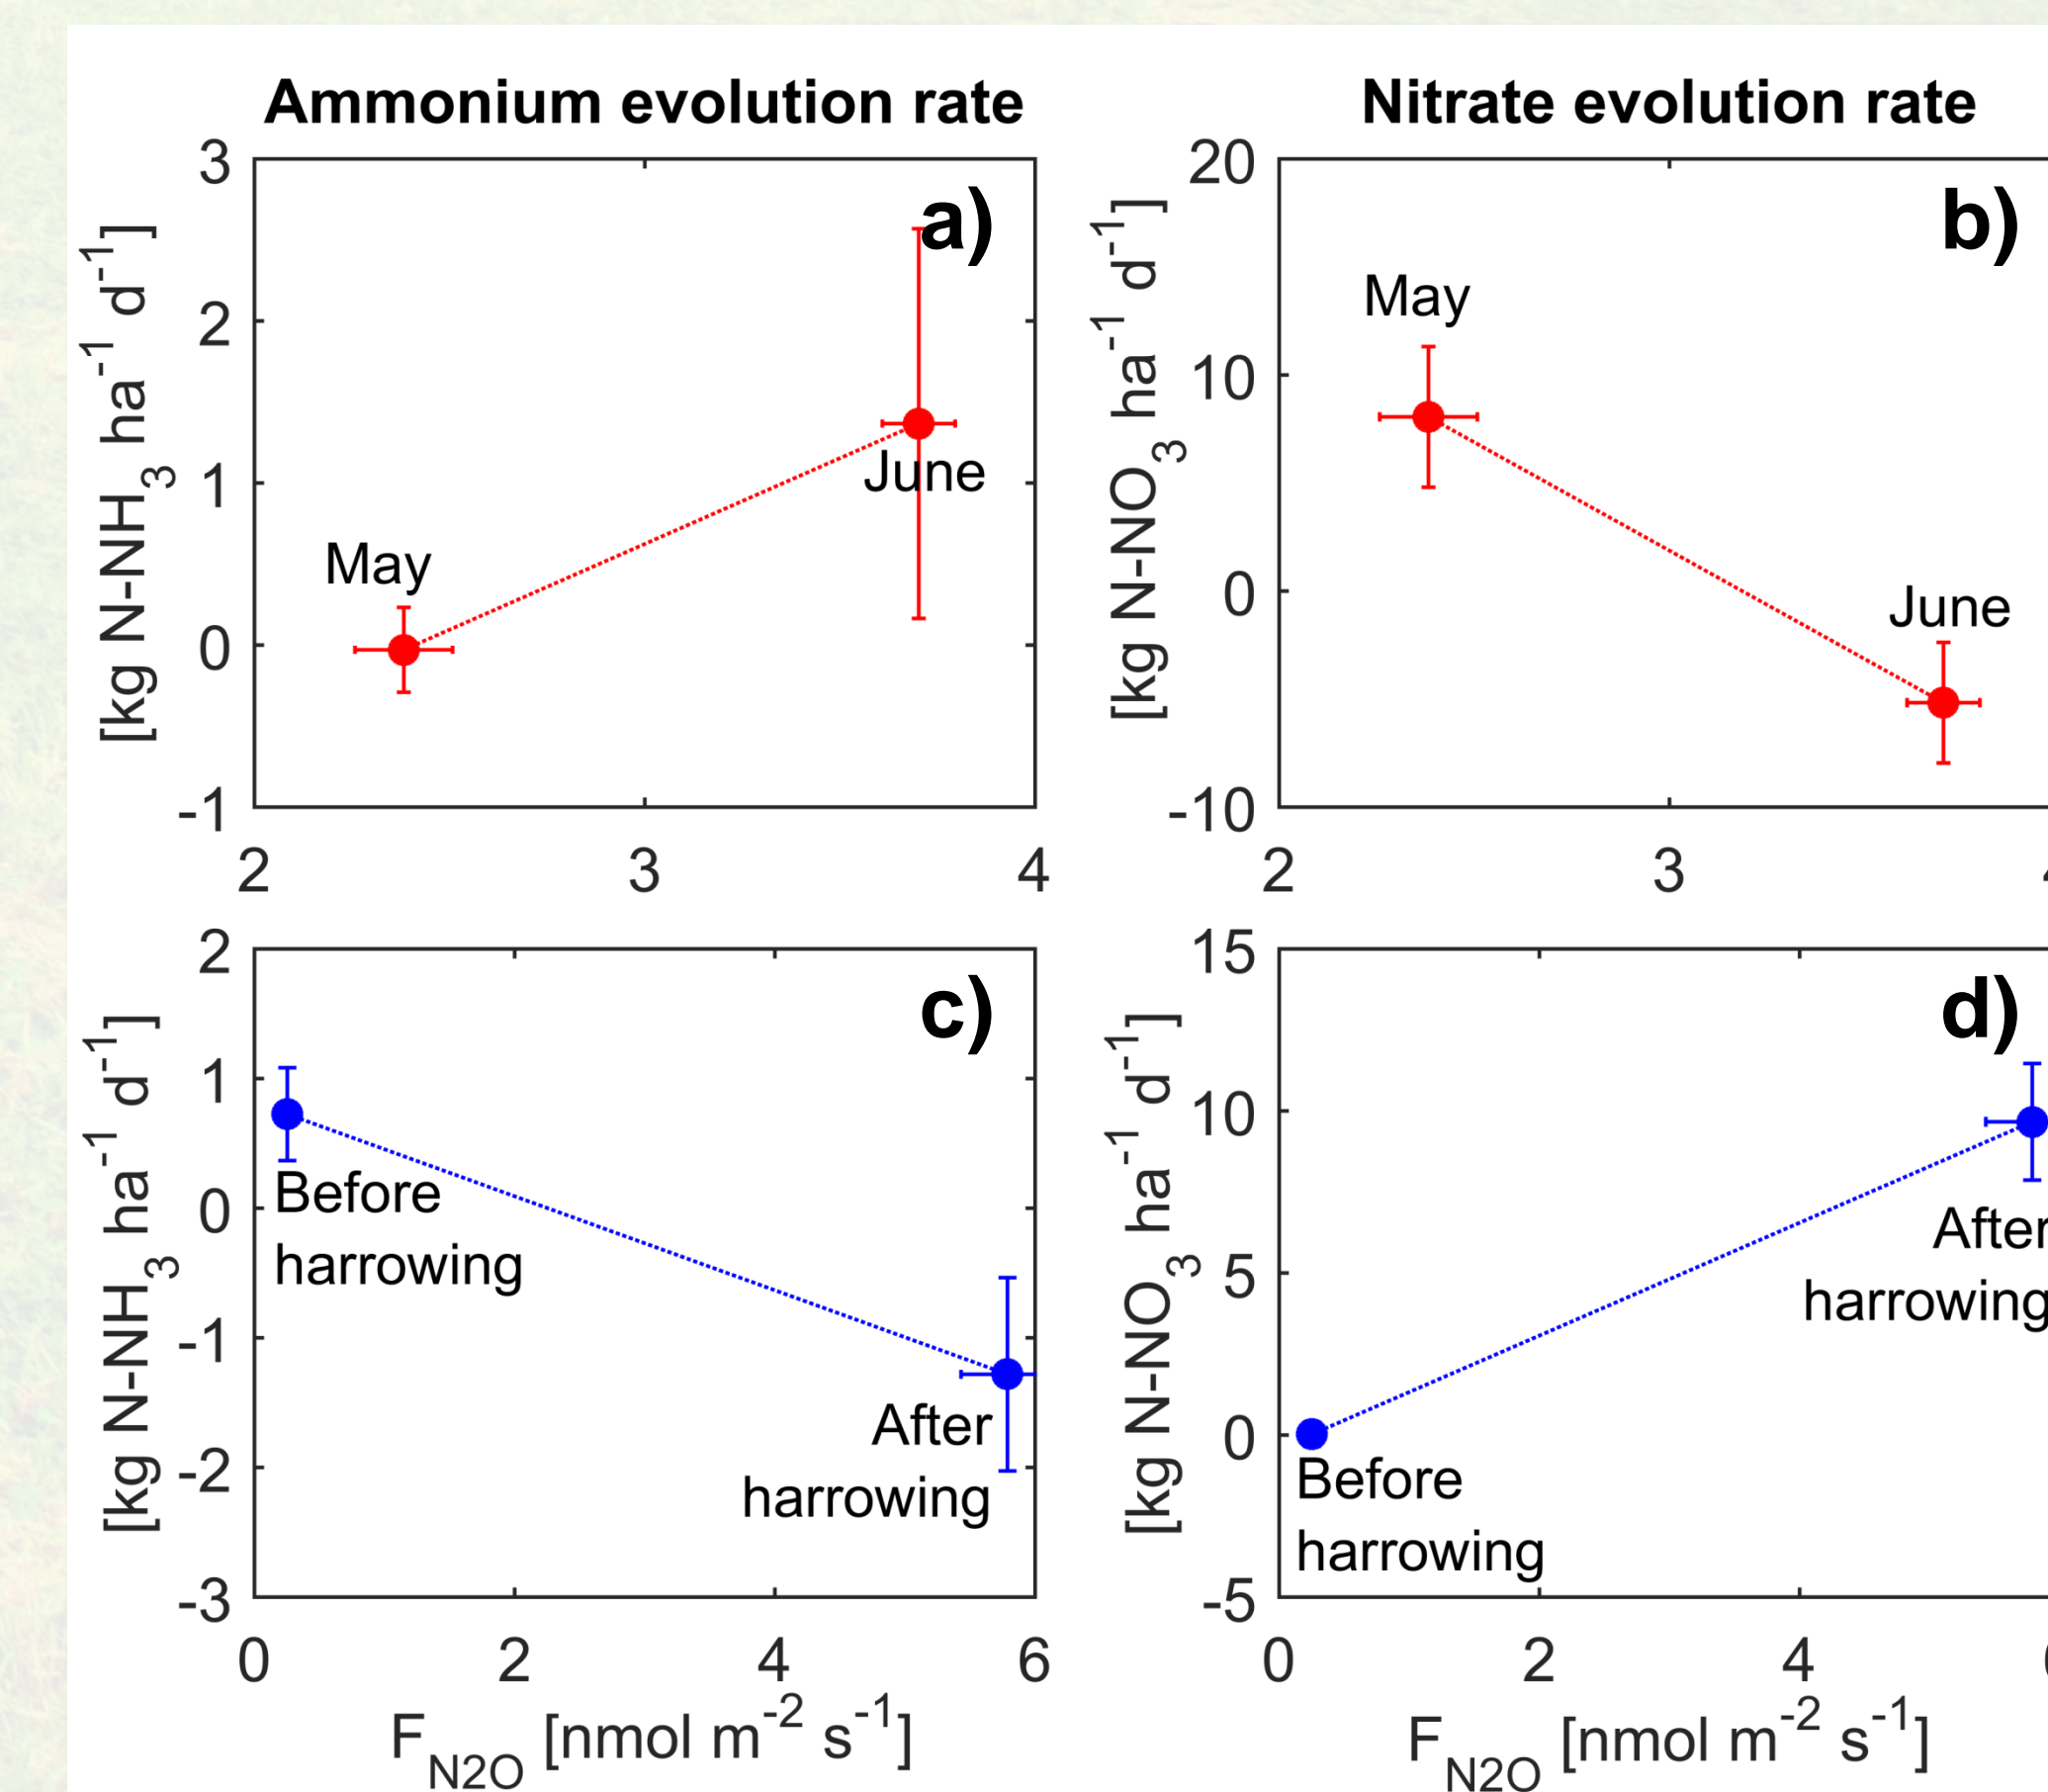 Ammonium evolution rate
Nitrate evolution rate
a)
3
2
1
0
-1
[kg N-NH3 ha-1 d-1]
May
June
2 3 4
b)
20
10
0
-10
[kg N-NO3 ha-1 d-1]
May
June
2 3
c)
2
1
0
-1
-2
-3
[kg N-NH3 ha-1 d-1]
Before
harrowing
After
harrowing
0 2 4 6
FN2O [nmol m-2 s-1]
d)
15
10
5
0
-5
[kg N-NO3 ha-1 d-1]
After
harrowing
Before
harrowing
0 2 4
FN2O [nmol m-2 s-1]